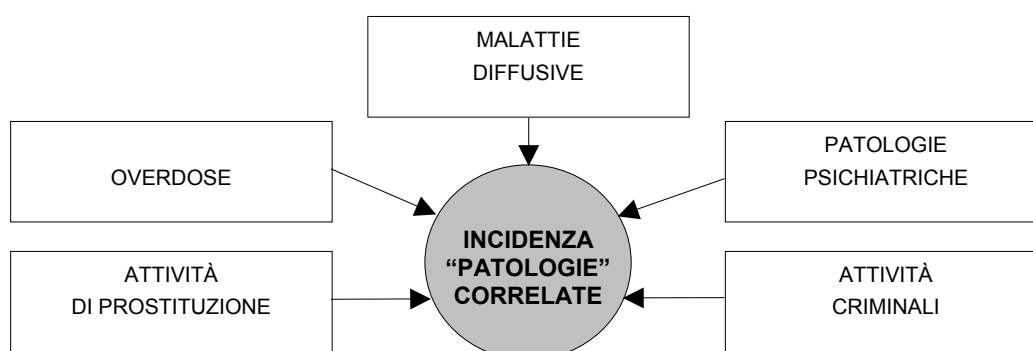 MALATTIE
DIFFUSIVE
OVERDOSE
PATOLOGIE
PSICHIATRICHE
INCIDENZA
“PATOLOGIE”
CORRELATE
ATTIVITÀ
DI PROSTITUZIONE
ATTIVITÀ
CRIMINALI